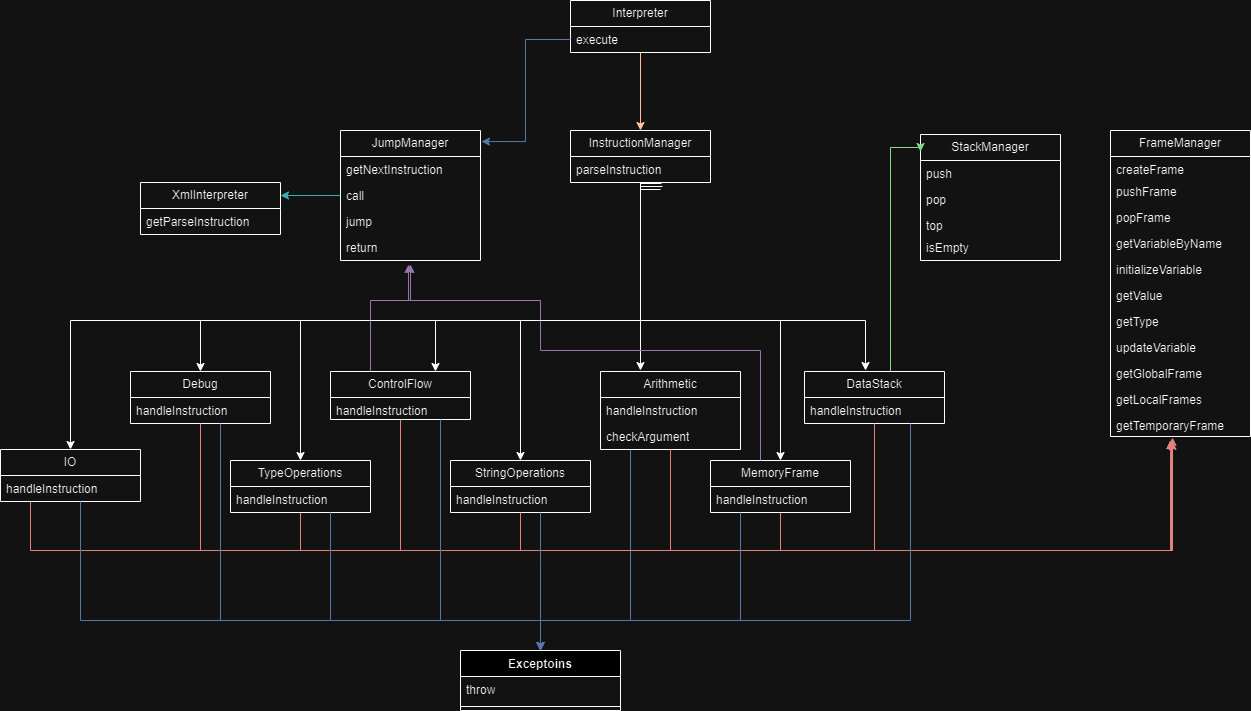 Interpreter
execute
JumpManager
getNextInstruction
call
jump
return
InstructionManager
parseInstruction
StackManager
push
pop
top
isEmpty
FrameManager
createFrame
pushFrame
popFrame
getVariableByName
initializeVariable
getValue
getType
updateVariable
getGlobalFrame
getLocalFrames
getTemporaryFrame
XmlInterpreter
getParseInstruction
Debug
handleInstruction
ControlFlow
handleInstruction
Arithmetic
handleInstruction
checkArgument
DataStack
handleInstruction
IO
handleInstruction
TypeOperations
handleInstruction
StringOperations
handleInstruction
MemoryFrame
handleInstruction
Exceptoins
throw